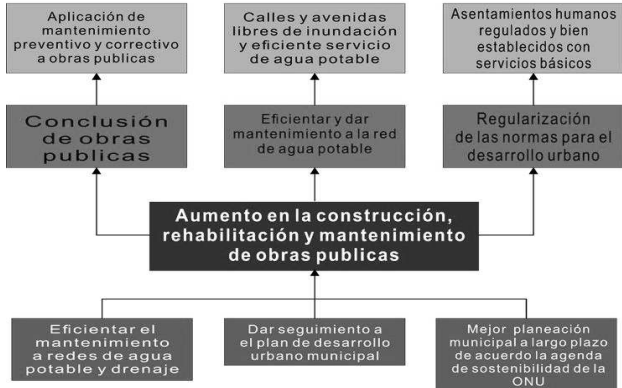 Aplicación de
mantenimiento
preventivo y correctivo
a obras publicas
Calles y avenidas
libres de inundación
y eficiente servicio
de agua potable
Asentamientos humanos
regulados y bien
establecidos con
servicios básicos
Conclusión
de obras
publicas
Eficientar y dar
mantenimiento a la red
de agua potable
Regularización
de las normas para el
desarrollo urbano
Aumento en la construcción,
rehabilitación y mantenimiento
de obras publicas
Eficientar el
mantenimiento
a redes de agua
potable y drenaje
Dar seguimiento a
el plan de desarrollo
urbano municipal
Mejor planeación
municipal a largo plazo
de acuerdo la agenda
de sostenibilidad de la
ONU